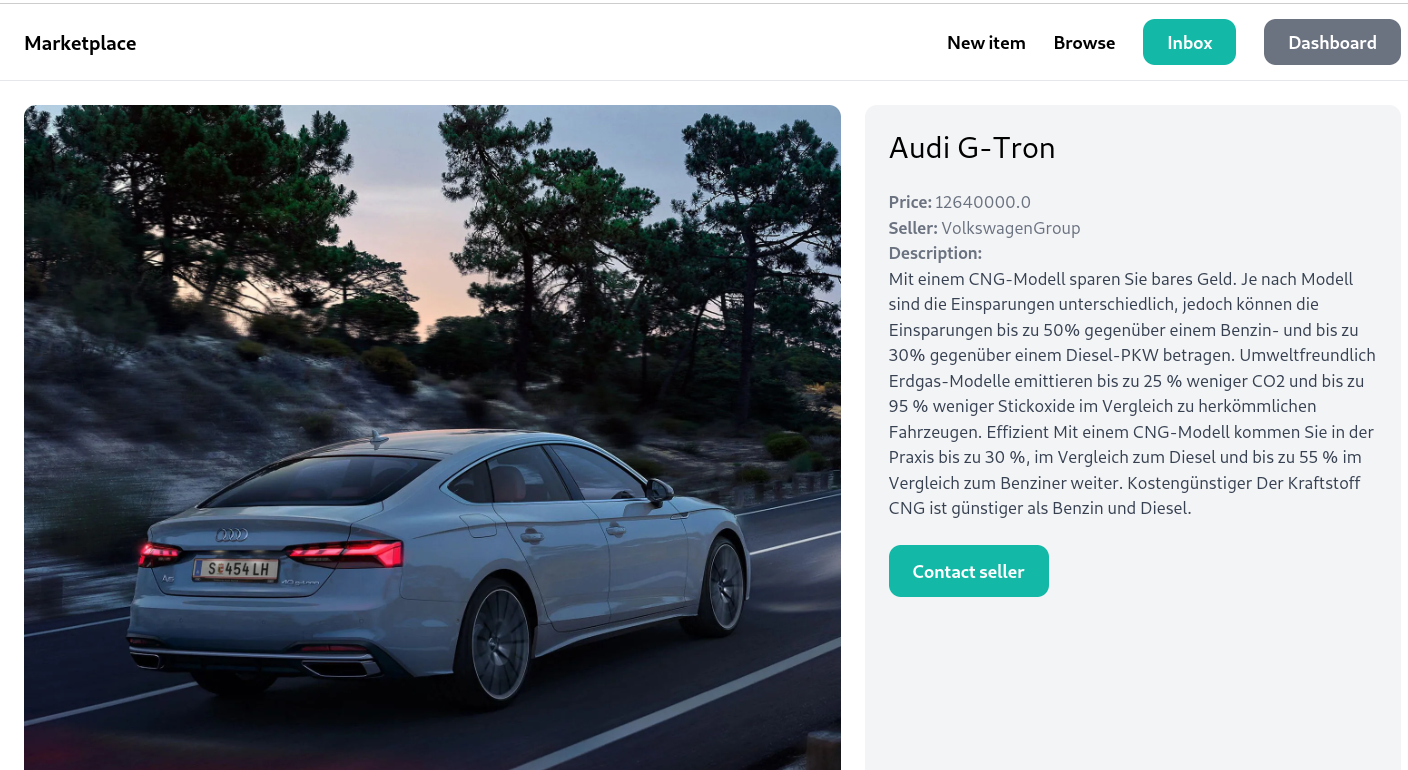 Marketplace
New item
Browse
Inbox
Dashboard
Audi G-Tron
Price: 12640000.0
Seller: VolkswagenGroup
Description:
Mit einem CNG-Modell sparen Sie bares Geld. Je nach Modell
sind die Einsparungen unterschiedlich, jedoch können die
Einsparungen bis zu 50% gegenüber einem Benzin- und bis zu
30% gegenüber einem Diesel-PKW betragen. Umweltfreundlich
Erdgas-Modelle emittieren bis zu 25 % weniger CO2 und bis zu
95 % weniger Stickoxide im Vergleich zu herkömmlichen
Fahrzeugen. Effizient Mit einem CNG-Modell kommen Sie in der
Praxis bis zu 30 %, im Vergleich zum Diesel und bis zu 55 % im
Vergleich zum Benziner weiter. Kostengünstiger Der Kraftstoff
CNG ist günstiger als Benzin und Diesel.
Contact seller
S 454 LH
A5